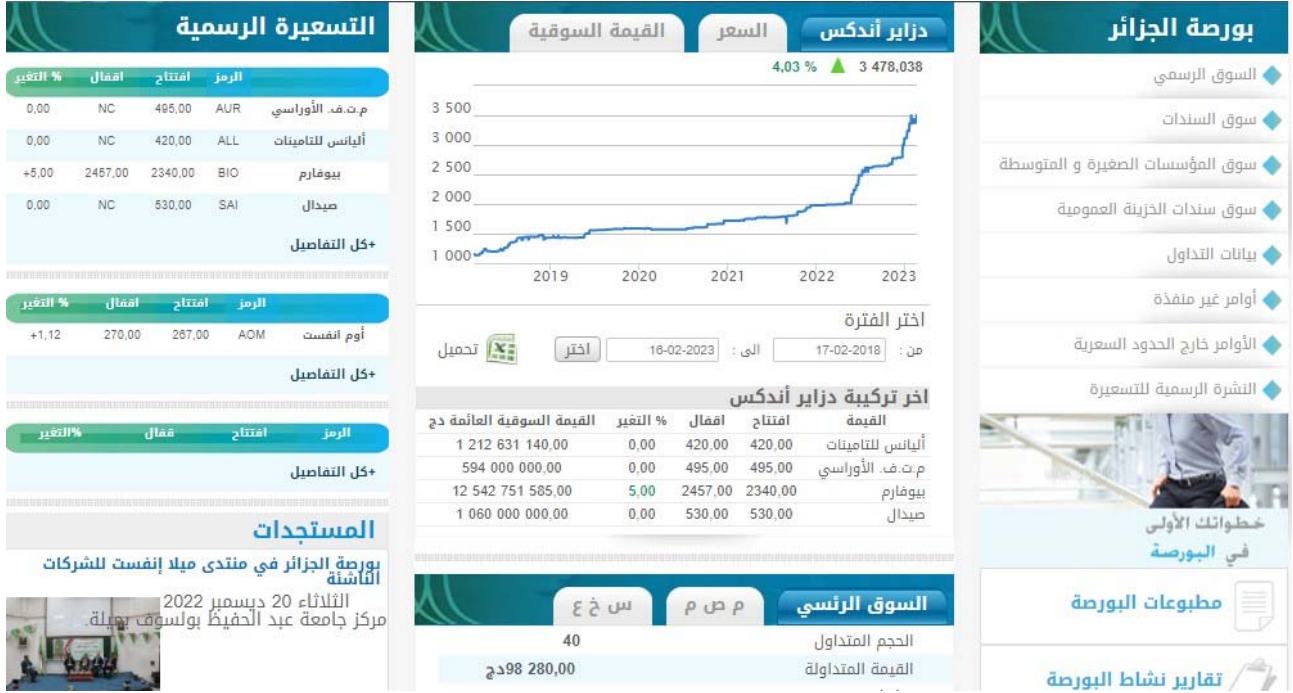 بورصة الجزائر
السوق الرسمي
سوق السندات
سوق المؤسسات الصغيرة و المتوسطة
سوق سندات الخزينة العمومية
بيانات التداول
أوامر غير منفذة
الأوامر خارج الحدود السعرية
النشرة الرسمية للتسعيرة
خطواتك الأولى
في البورصة
مطبوعات البورصة
تقارير نشاط البورصة
دزاير أندكس السعر القيمة السوقية
3 478,038 4,03 %
3 500
3 000
2 500
2 000
1 500
1 000
2019 2020 2021 2022 2023
اختر الفترة
من : 17-02-2018 الى : 16-02-2023 اختر تحميل
اخر تركيبة دزاير أندكس
القيمة افتتاح اقفال % التغير القيمة السوقية العائمة دج
أليانس للتامينات 420,00 420,00 0,00 1 212 631 140,00
م.ت.ف. الأوراسي 495,00 495,00 0,00 594 000 000,00
بيوفارم 2340,00 2457,00 5,00 12 542 751 585,00
صيدال 530,00 530,00 0,00 1 060 000 000,00
السوق الرئسي م ص م س خ ع
الحجم المتداول 40
القيمة المتداولة 98 280,00دج
التسعيرة الرسمية
الرمز افتتاح اقفال % التغير
م.ت.ف. الأوراسي AUR 495,00 NC 0,00
أليانس للتامينات ALL 420,00 NC 0,00
بيوفارم BIO 2340,00 2457,00 +5,00
صيدال SAI 530,00 NC 0,00
+كل التفاصيل
الرمز افتتاح اقفال % التغير
أوم انفست AOM 267,00 270,00 +1,12
+كل التفاصيل
الرمز افتتاح قفال %التغير
+كل التفاصيل
المستجدات
بورصة الجزائر في منتدى ميلا إنفست للشركات
الناشئة
الثلاثاء 20 ديسمبر 2022
مركز جامعة عبد الحفيظ بولسوف بميلة.